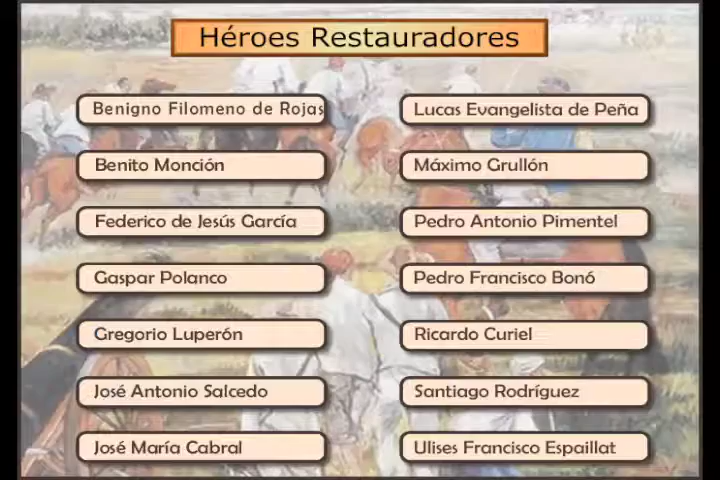 Héroes Restauradores
Benigno Filomeno de Rojas
Benito Monción
Federico de Jesús García
Gaspar Polanco
Gregorio Luperón
José Antonio Salcedo
José María Cabral
Lucas Evangelista de Peña
Máximo Grullón
Pedro Antonio Pimentel
Pedro Francisco Bonó
Ricardo Curiel
Santiago Rodríguez
Ulises Francisco Espaillat